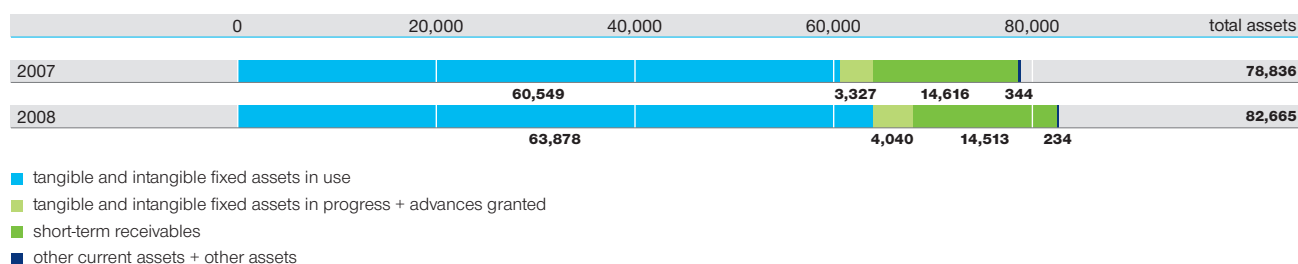 0 20,000 40,000 60,000 80,000 total assets
2007 78,836
60,549 3,327 14,616 344
2008 82,665
63,878 4,040 14,513 234
tangible and intangible fixed assets in use
tangible and intangible fixed assets in progress + advances granted
short-term receivables
other current assets + other assets